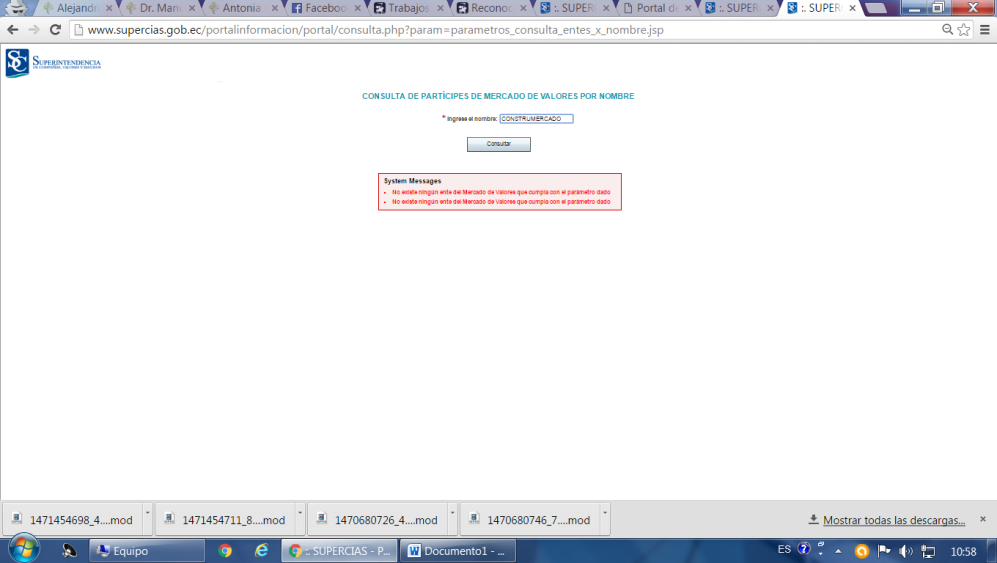 Alejandr
Dr. Manu
Antonia
Faceboo
Trabajos
Reconoc
:. SUPER
Portal de
:. SUPER
:. SUPER
www.supercias.gob.ec/portalinformacion/portal/consulta.php?param=parametros_consulta_entes_x_nombre.jsp
SC SUPERINTENDENCIA
DE COMPAÑÍAS, VALORES Y SEGUROS
CONSULTA DE PARTÍCIPES DE MERCADO DE VALORES POR NOMBRE
* Ingrese el nombre: CONSTRUMERCADO
Consultar
System Messages
• No existe ningún ente del Mercado de Valores que cumpla con el parámetro dado
• No existe ningún ente del Mercado de Valores que cumpla con el parámetro dado
1471454698_4....mod
1471454711_8....mod
1470680726_4....mod
1470680746_7....mod
Mostrar todas las descargas...
Equipo
:. SUPERCIAS - P...
Documento1 - ...
ES
10:58